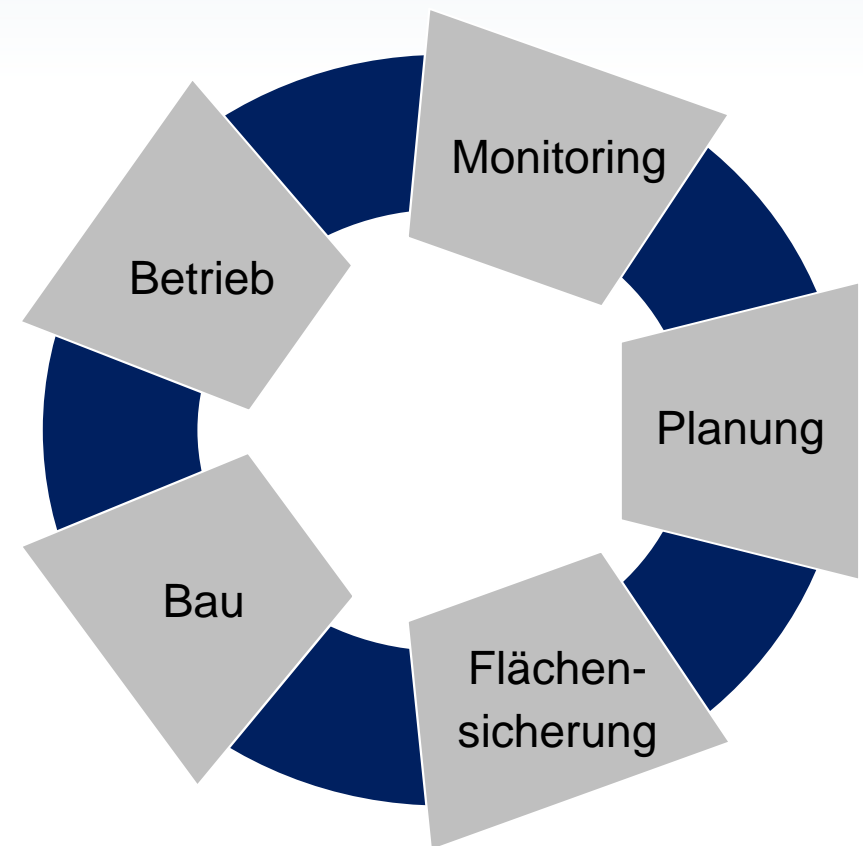 Monitoring
Betrieb
Planung
Bau
Flächen-
sicherung